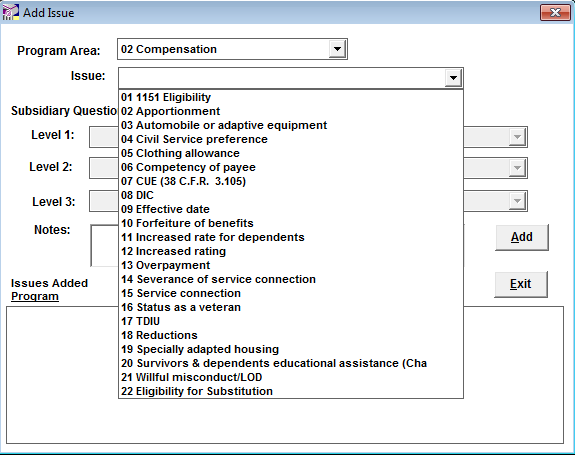 Add Issue
Program Area:
02 Compensation
Issue:
01 1151 Eligibility
02 Apportionment
03 Automobile or adaptive equipment
04 Civil Service preference
05 Clothing allowance
06 Competency of payee
07 CUE (38 C.F.R. 3.105)
08 DIC
09 Effective date
10 Forfeiture of benefits
11 Increased rate for dependents
12 Increased rating
13 Overpayment
14 Severance of service connection
15 Service connection
16 Status as a veteran
17 TDIU
18 Reductions
19 Specially adapted housing
20 Survivors & dependents educational assistance (Cha
21 Willful misconduct/LOD
22 Eligibility for Substitution
Subsidiary Questio
Level 1:
Level 2:
Level 3:
Notes:
Add
Issues Added
Program
Exit